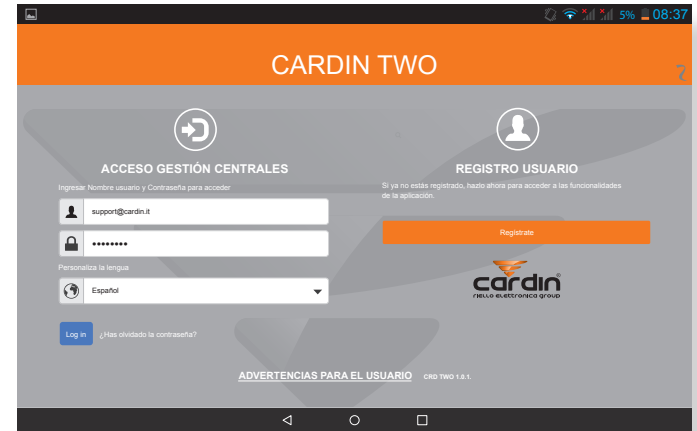 5% 08:37
CARDIN TWO
ACCESO GESTIÓN CENTRALES
Ingresar Nombre usuario y Contraseña para acceder
support@cardin.it
••••••••
Personaliza la lengua
Español
Log in ¿Has olvidado la contraseña?
REGISTRO USUARIO
Si ya no estás registrado, hazlo ahora para acceder a las funcionalidades
de la aplicación.
Regístrate
cardin
riello elettronica group
ADVERTENCIAS PARA EL USUARIO CRD TWO 1.0.1.